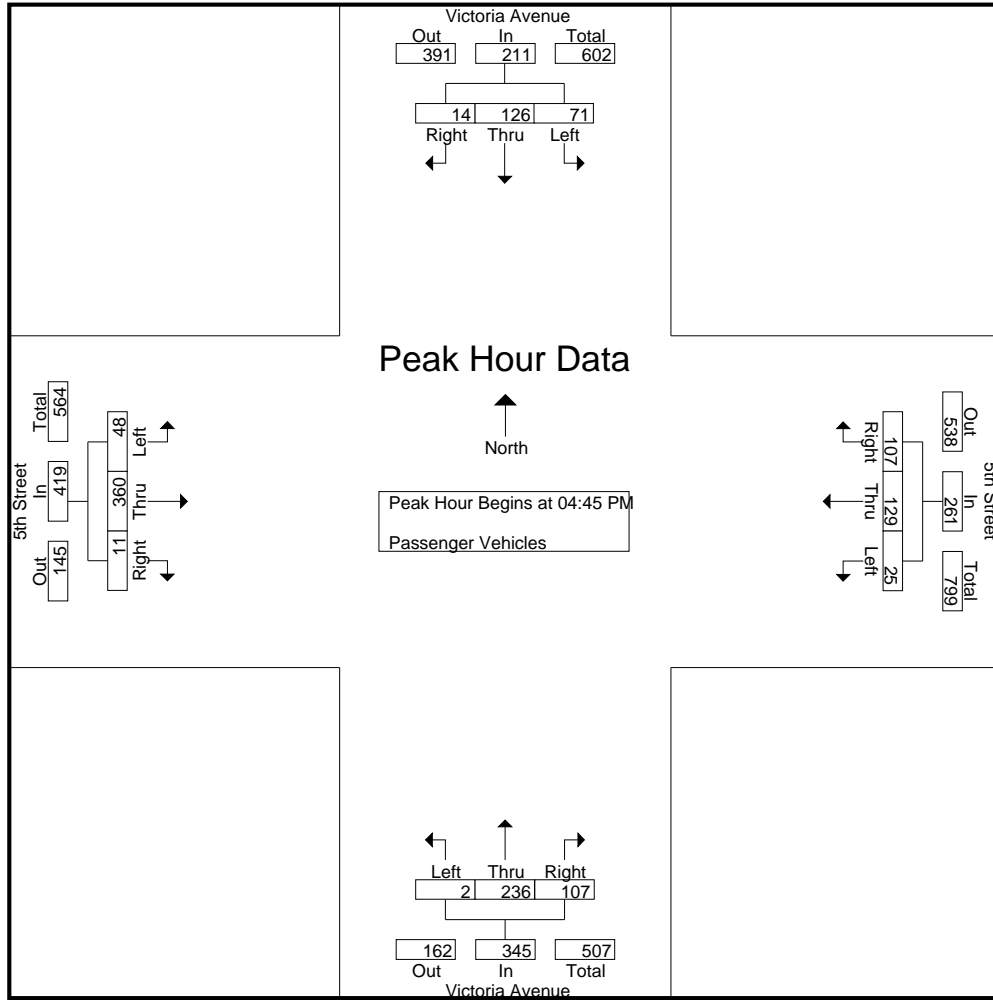 Victoria Avenue
Out In Total
391 211 602
14 126 71
Right Thru Left
Peak Hour Data
North
Peak Hour Begins at 04:45 PM
Passenger Vehicles
5th Street
Total In Out
564 419 145
48 360 11
Left Thru Right
5th Street
Out In Total
538 261 799
107 129 25
Right Thru Left
Left Thru Right
2 236 107
162 345 507
Out In Total
Victoria Avenue